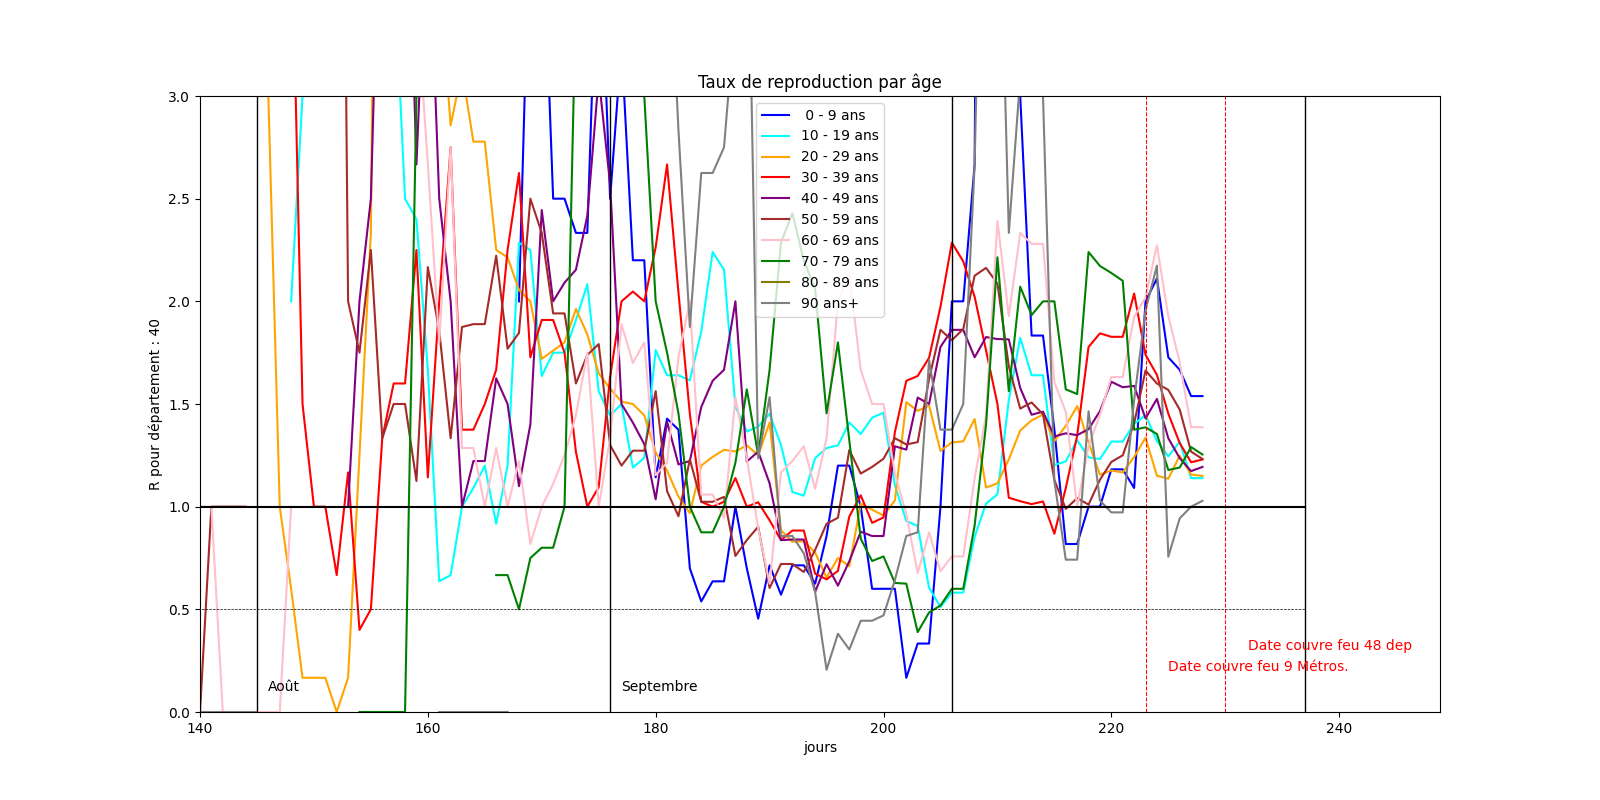 Taux de reproduction par âge
R pour département : 40
3.0
2.5
2.0
1.5
1.0
0.5
0.0
0 - 9 ans
10 - 19 ans
20 - 29 ans
30 - 39 ans
40 - 49 ans
50 - 59 ans
60 - 69 ans
70 - 79 ans
80 - 89 ans
90 ans+
Date couvre feu 48 dep
Date couvre feu 9 Métros.
Août
Septembre
140
160
180
200
220
240
jours